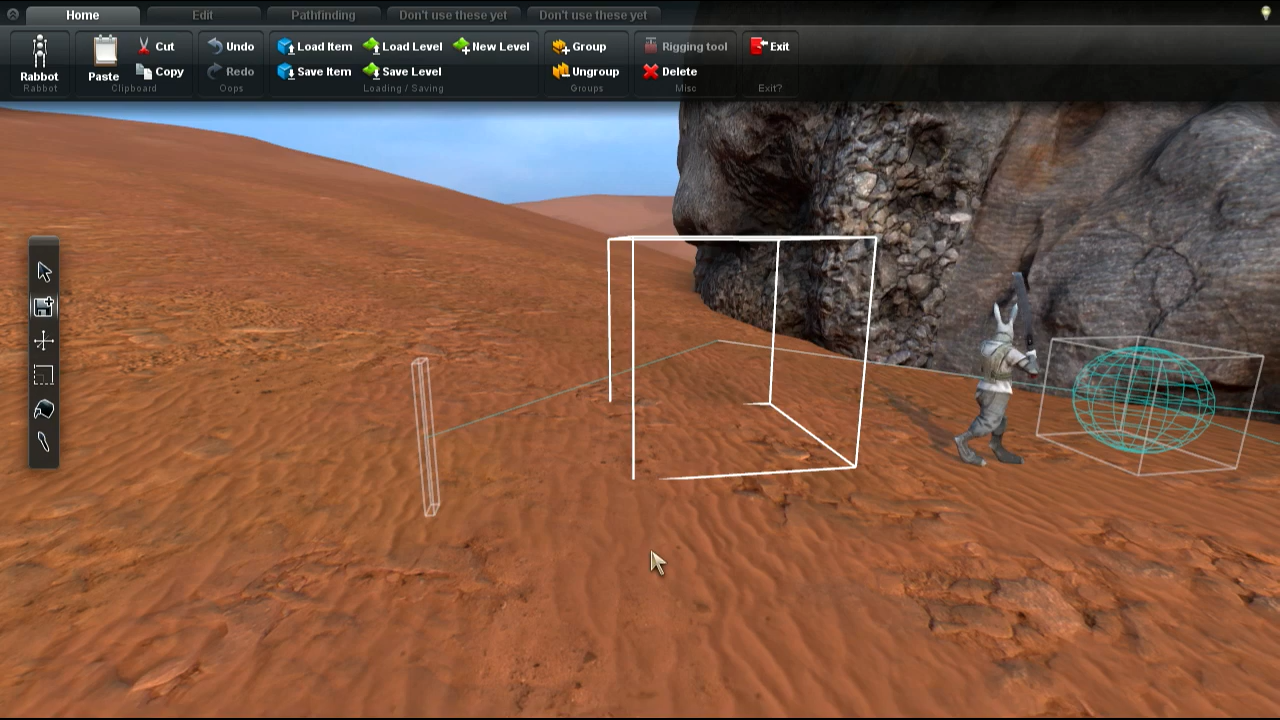 Home Edit Pathfinding Don't use these yet Don't use these yet
Rabbot
Rabbot
Paste
Cut
Copy
Clipboard
Undo
Redo
Oops
Load Item Load Level New Level
Save Item Save Level
Loading / Saving
Group
Ungroup
Groups
Rigging tool
Delete
Misc
Exit
Exit?